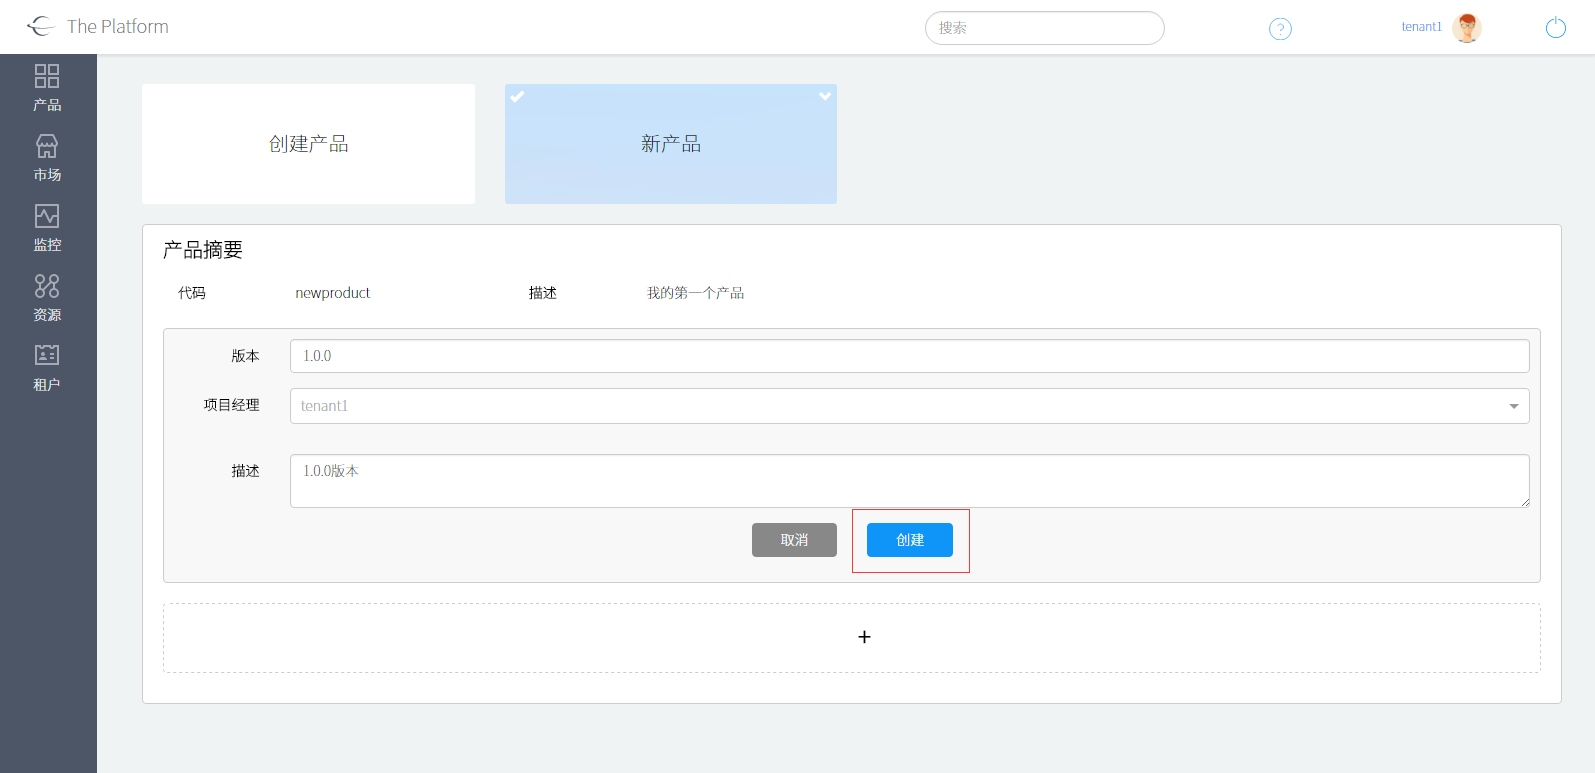 The Platform
搜索
?
tenant1
产品
市场
监控
资源
租户
创建产品
新产品
产品摘要
代码 newproduct 描述 我的第一个产品
版本 1.0.0
项目经理 tenant1
描述 1.0.0版本
取消 创建
+